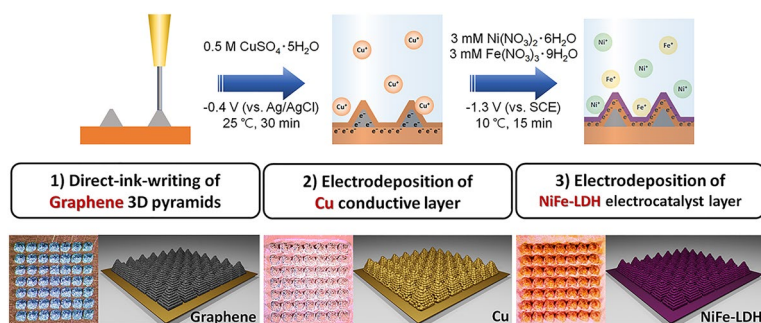 0.5 M CuSO₄·5H₂O
-0.4 V (vs. Ag/AgCl)
25 ℃, 30 min
Cu⁺
Cu⁺
Cu⁺
Cu⁺
Cu⁺
e⁻
3 mM Ni(NO₃)₂·6H₂O
3 mM Fe(NO₃)₃·9H₂O
-1.3 V (vs. SCE)
10 ℃, 15 min
Ni⁺
Fe⁺
Ni⁺
Fe⁺
Ni⁺
Ni⁺
Fe⁺
e⁻
1) Direct-ink-writing of
Graphene 3D pyramids
2) Electrodeposition of
Cu conductive layer
3) Electrodeposition of
NiFe-LDH electrocatalyst layer
Graphene
Cu
NiFe-LDH